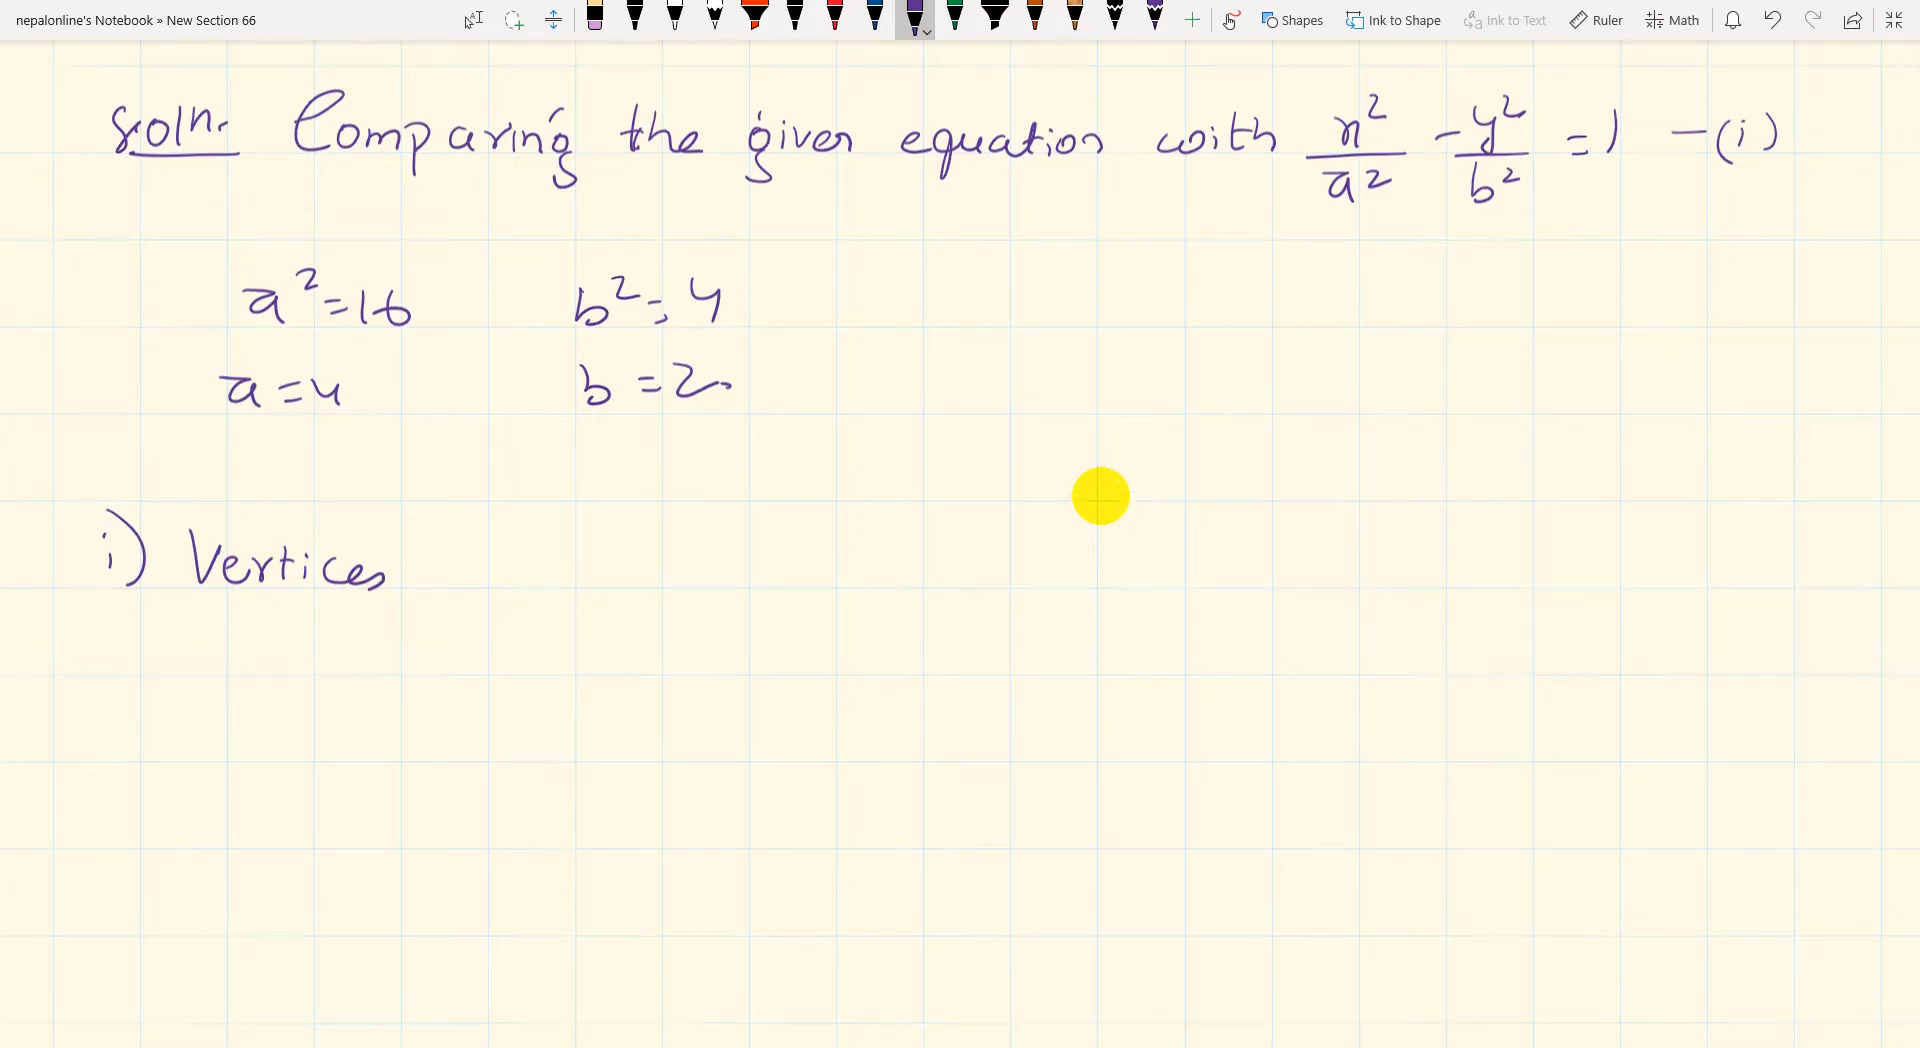 nepalonline's Notebook » New Section 66 Shapes Ink to Shape Ink to Text Ruler Math
Soln. Comparing the given equation with x²/a² - y²/b² = 1 - (i)
a² = 16 b² = 4
a = 4 b = 2
i) Vertices